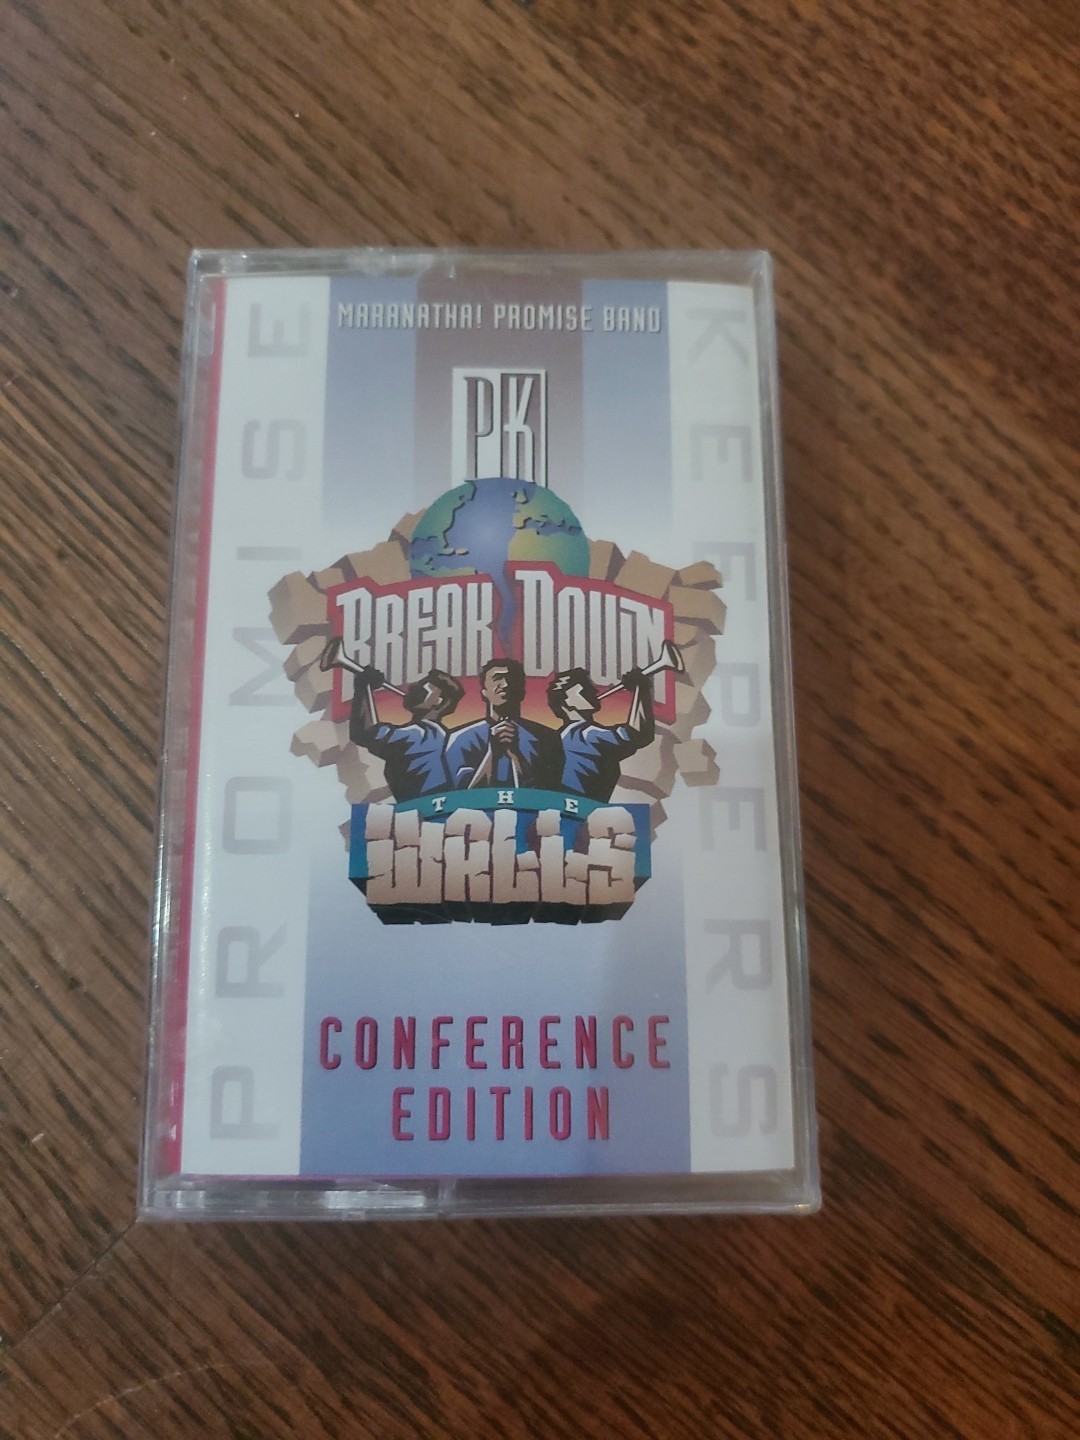 MARANATHA! PROMISE BAND
PK
BREAK DOWN
THE
WALLS
CONFERENCE
EDITION
PROMISE
KEEPERS